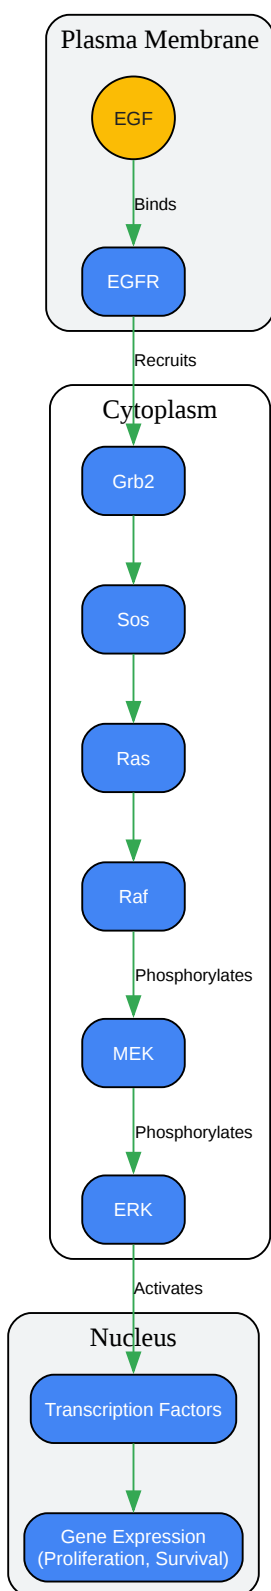 Plasma Membrane
EGF
Binds
EGFR
Recruits
Cytoplasm
Grb2
Sos
Ras
Raf
Phosphorylates
MEK
Phosphorylates
ERK
Activates
Nucleus
Transcription Factors
Gene Expression
(Proliferation, Survival)